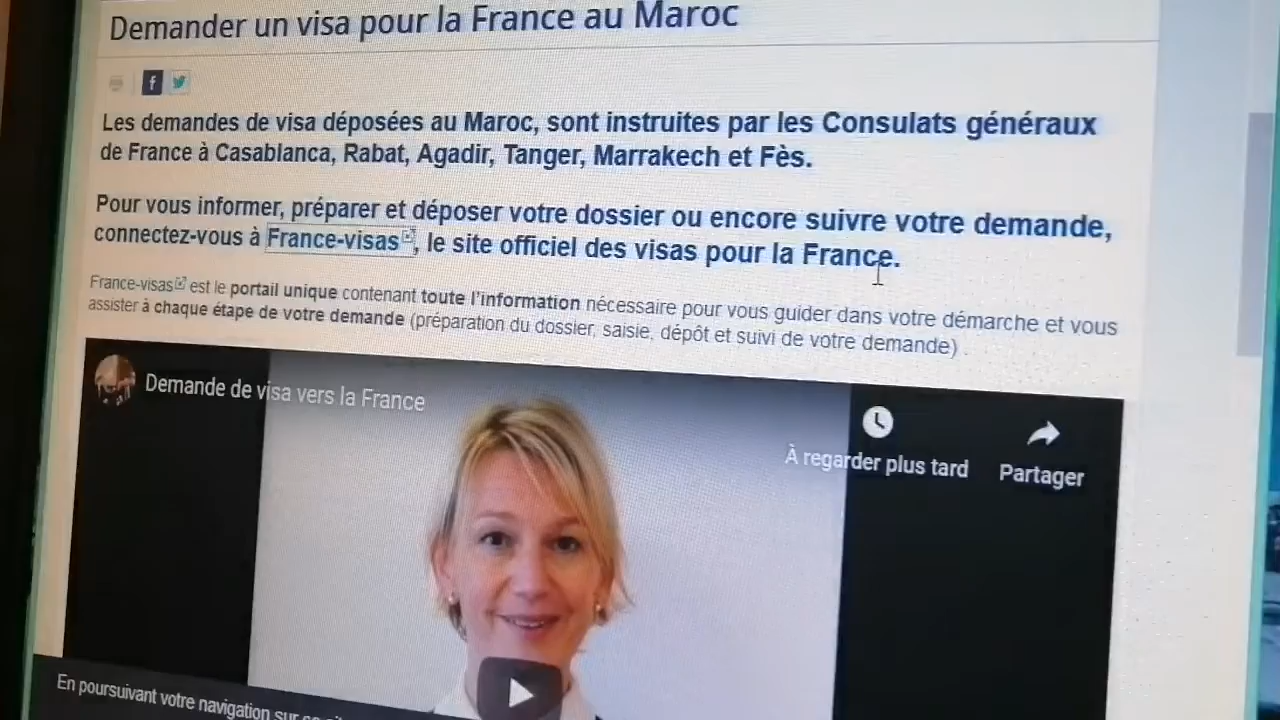 Demander un visa pour la France au Maroc
f
Les demandes de visa déposées au Maroc, sont instruites par les Consulats généraux
de France à Casablanca, Rabat, Agadir, Tanger, Marrakech et Fès.
Pour vous informer, préparer et déposer votre dossier ou encore suivre votre demande,
connectez-vous à France-visas, le site officiel des visas pour la France.
France-visas est le portail unique contenant toute l'information nécessaire pour vous guider dans votre démarche et vous
assister à chaque étape de votre demande (préparation du dossier, saisie, dépôt et suivi de votre demande) .
Demande de visa vers la France
À regarder plus tard
Partager
En poursuivant votre navigation sur